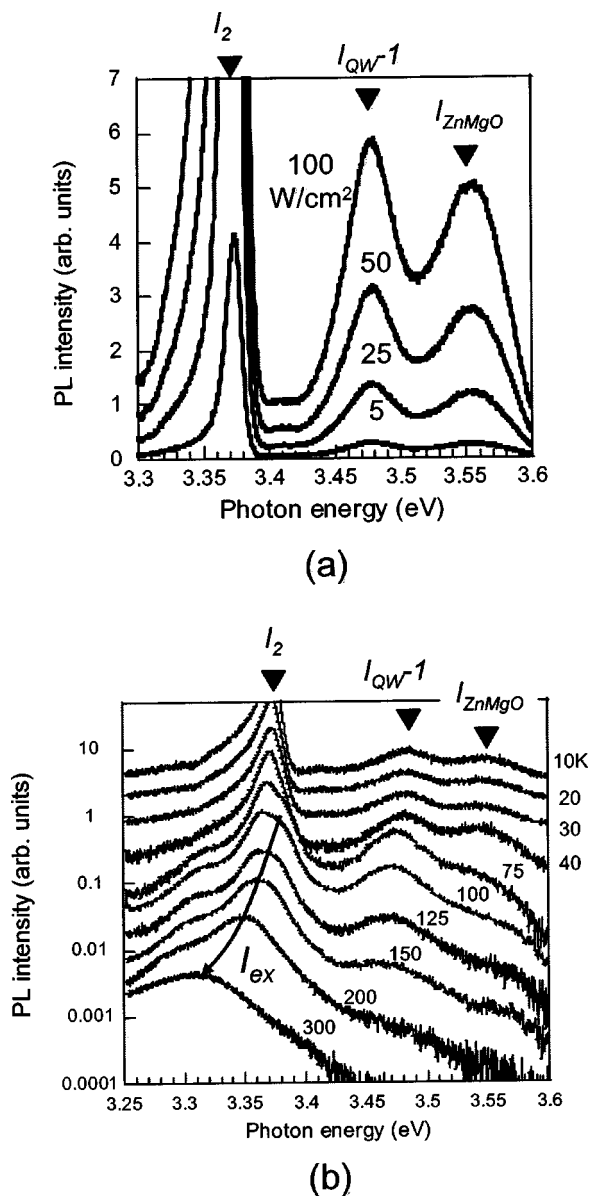 I2
IQW-1
IZnMgO
7
6
5
4
3
2
1
0
100
W/cm²
50
25
5
3.3 3.35 3.4 3.45 3.5 3.55 3.6
PL intensity (arb. units)
Photon energy (eV)
(a)
I2
IQW-1
IZnMgO
10
1
0.1
0.01
0.001
0.0001
10K
20
30
40
75
100
125
150
200
300
Iex
3.25 3.3 3.35 3.4 3.45 3.5 3.55 3.6
PL intensity (arb. units)
Photon energy (eV)
(b)